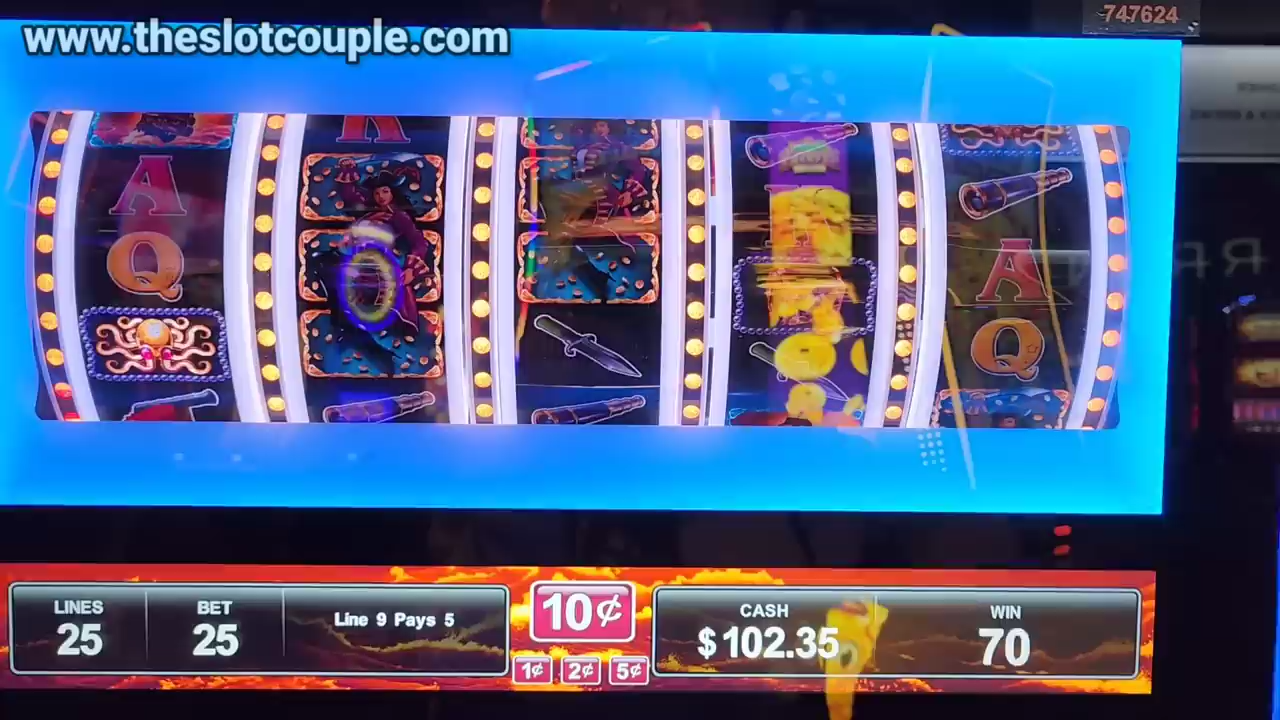 747624
www.theslotcouple.com
K
A
A
Q
Q
LINES
25
BET
25
Line 9 Pays 5
10¢
1¢ 2¢ 5¢
CASH
$102.35
WIN
70